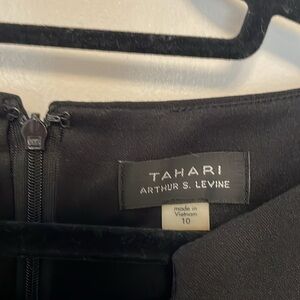 TAHARI
ARTHUR S. LEVINE
made in
Vietnam
10